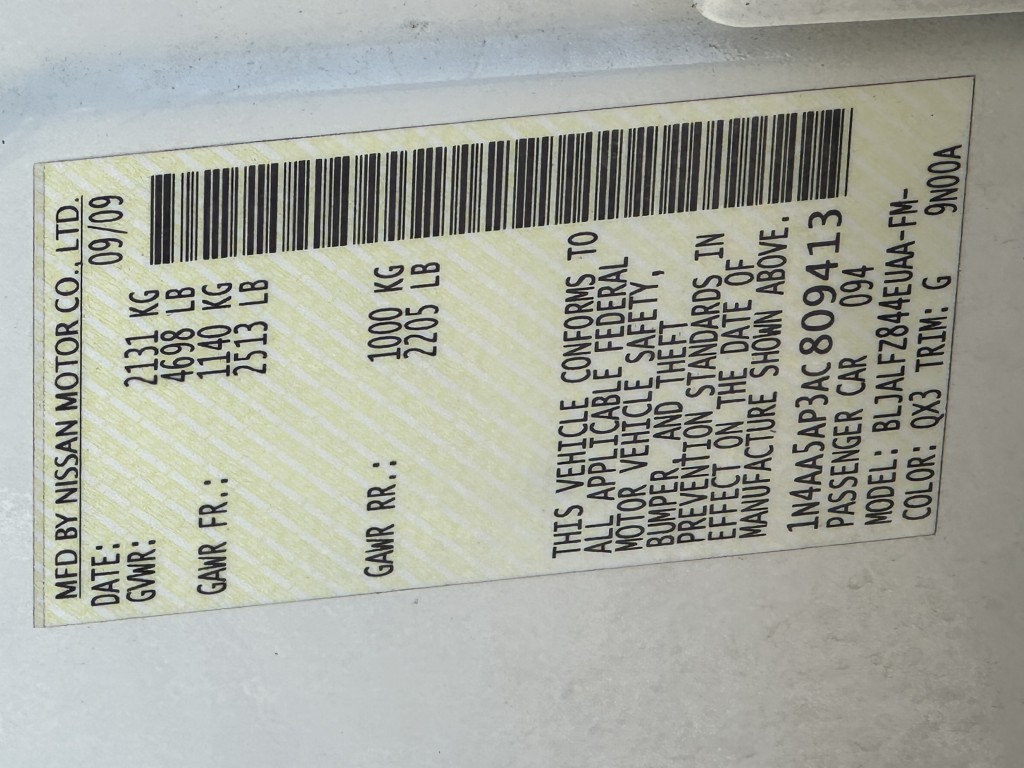 MFD BY NISSAN MOTOR CO., LTD.
DATE: 09/09
GVWR: 2131 KG
4698 LB
GAWR FR.: 1140 KG
2513 LB
GAWR RR.: 1000 KG
2205 LB
THIS VEHICLE CONFORMS TO
ALL APPLICABLE FEDERAL
MOTOR VEHICLE SAFETY,
BUMPER, AND THEFT
PREVENTION STANDARDS IN
EFFECT ON THE DATE OF
MANUFACTURE SHOWN ABOVE.
1N4AA5AP3AC809413
PASSENGER CAR 094
MODEL: BLJALFZ844EUAA-FM-
COLOR: QX3 TRIM: G 9N00A